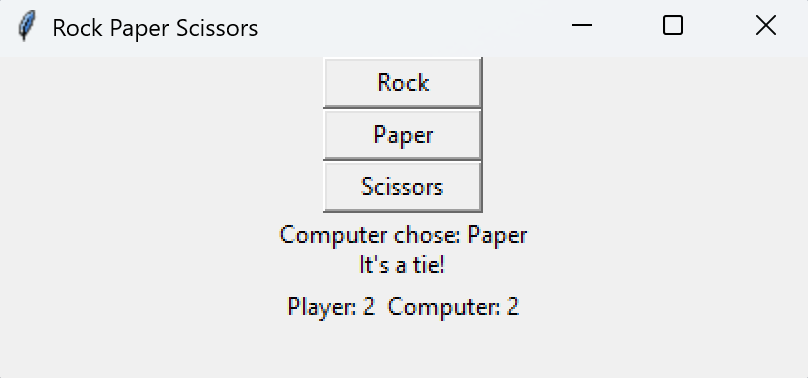 Rock Paper Scissors
Rock
Paper
Scissors
Computer chose: Paper
It's a tie!
Player: 2  Computer: 2